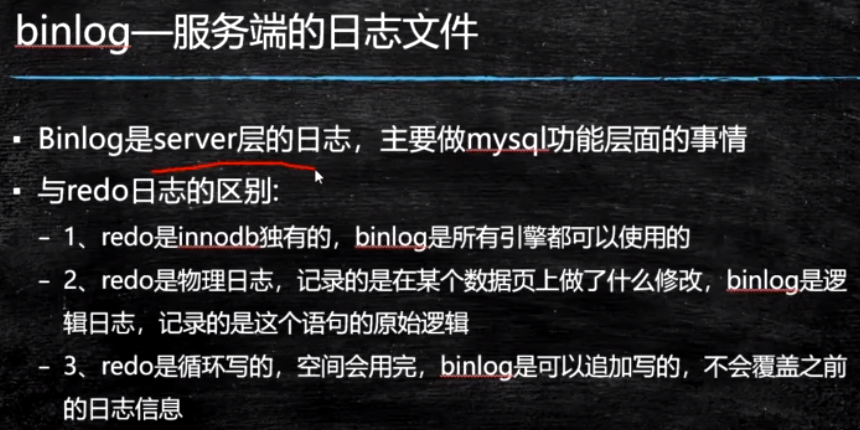 binlog—服务端的日志文件
Binlog是server层的日志，主要做mysql功能层面的事情
与redo日志的区别:
1、redo是innodb独有的，binlog是所有引擎都可以使用的
2、redo是物理日志，记录的是在某个数据页上做了什么修改，binlog是逻
辑日志，记录的是这个语句的原始逻辑
3、redo是循环写的，空间会用完，binlog是可以追加写的，不会覆盖之前
的日志信息